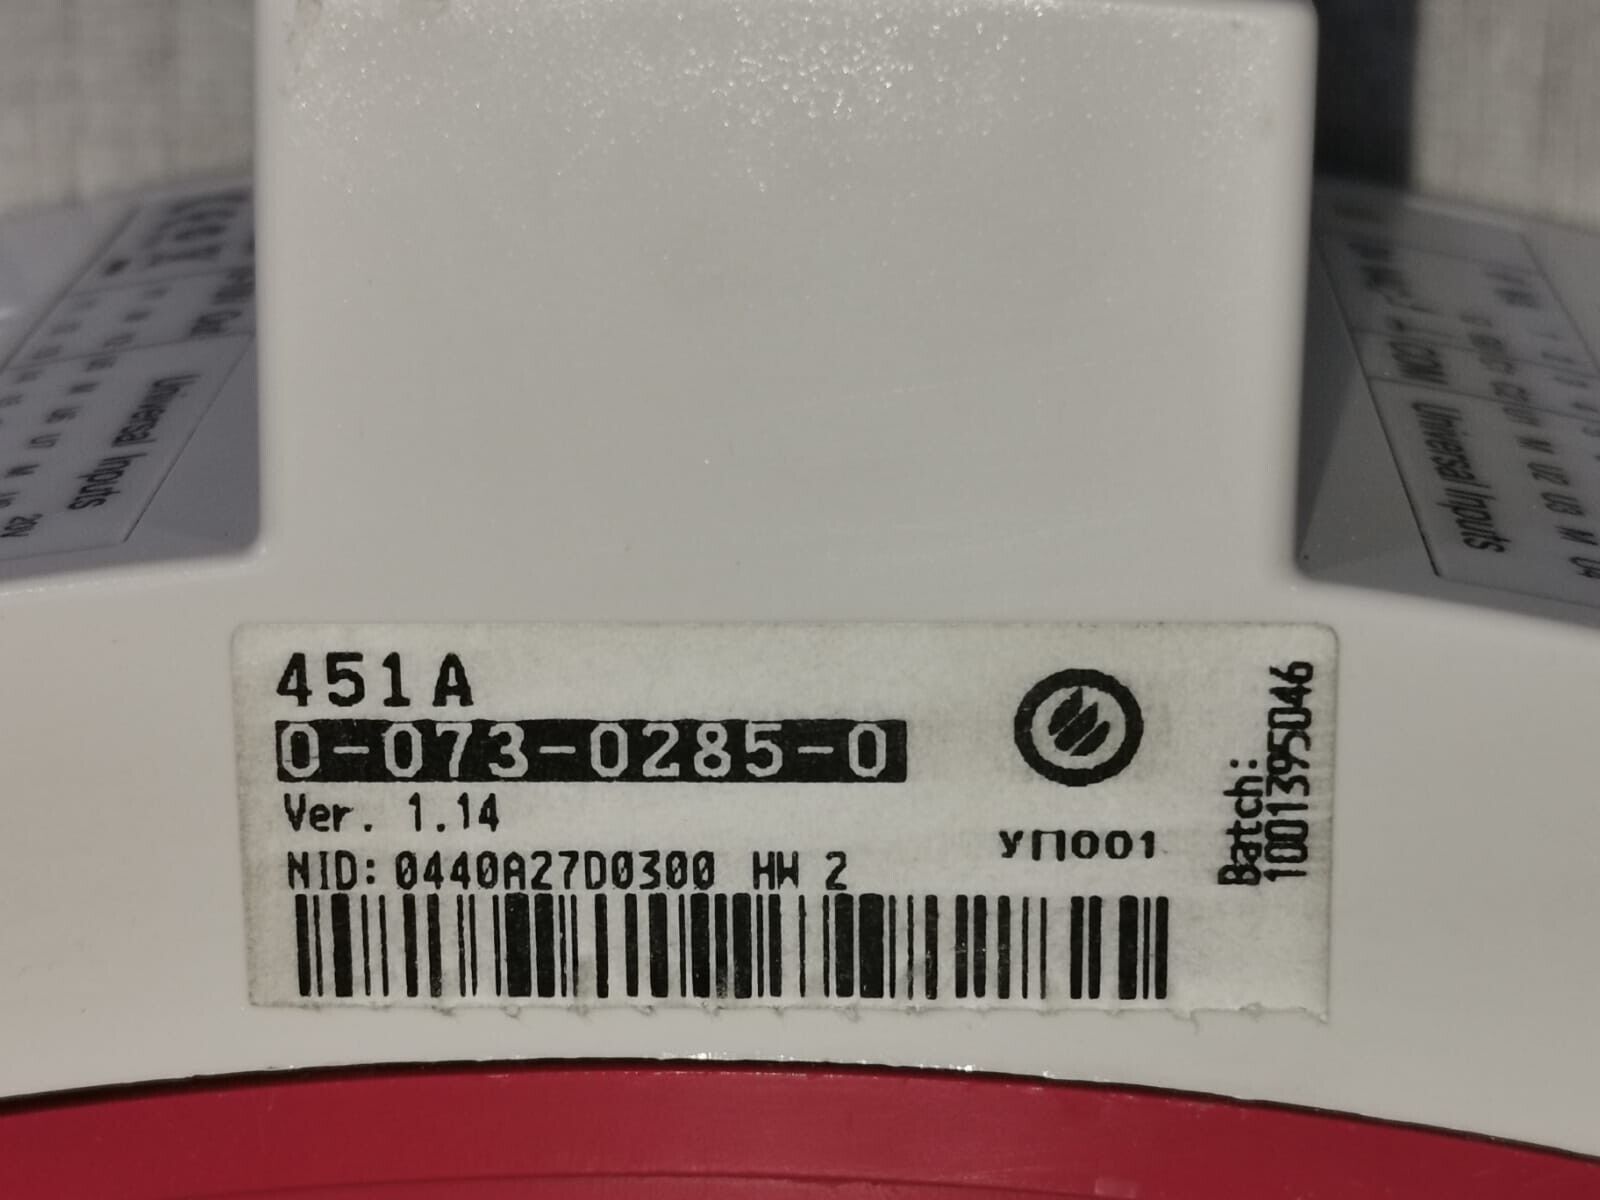 451A
0-073-0285-0
Ver. 1.14
NID: 0440A27D0300 HW 2
УП001
Batch:
1001395046
Universal Inputs
Universal Inputs